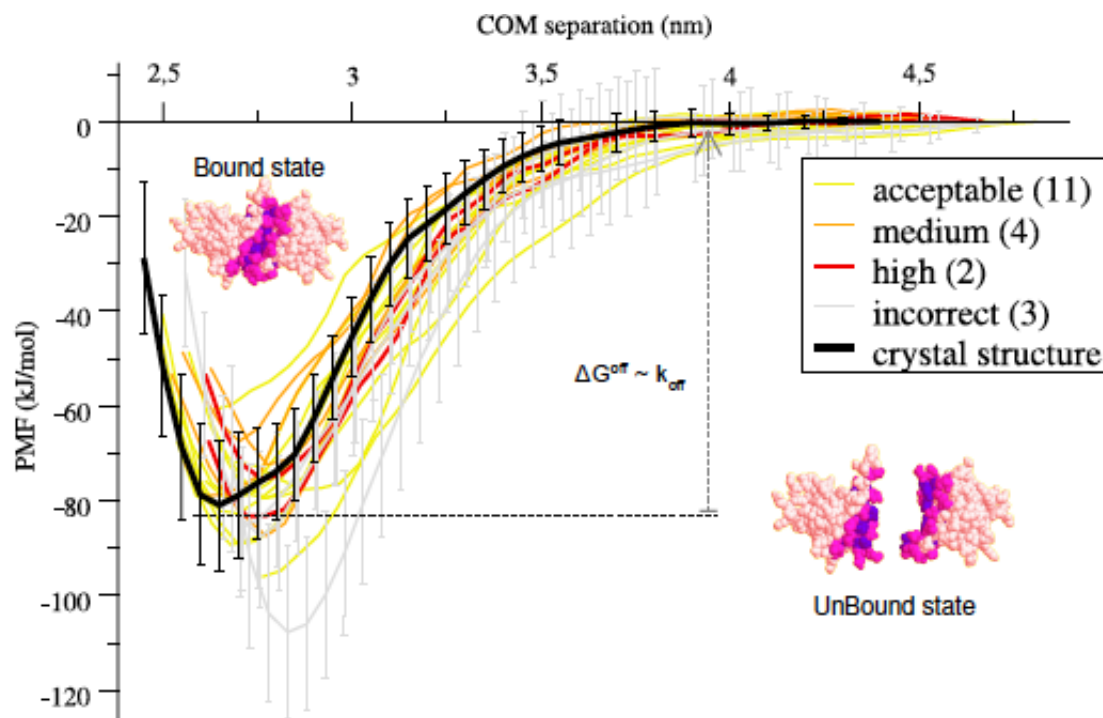 COM separation (nm)
2,5 3 3,5 4 4,5
0
-20
-40
-60
-80
-100
-120
PMF (kJ/mol)
Bound state
acceptable (11)
medium (4)
high (2)
incorrect (3)
crystal structure
ΔG^off ~ k_off
UnBound state